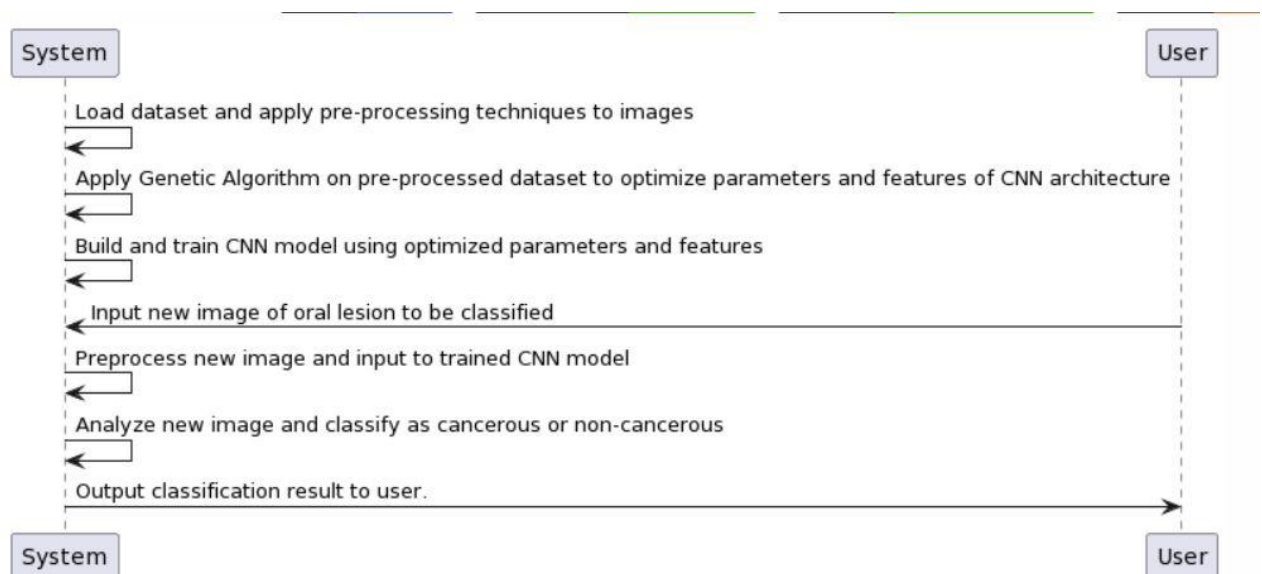 System User
Load dataset and apply pre-processing techniques to images
Apply Genetic Algorithm on pre-processed dataset to optimize parameters and features of CNN architecture
Build and train CNN model using optimized parameters and features
Input new image of oral lesion to be classified
Preprocess new image and input to trained CNN model
Analyze new image and classify as cancerous or non-cancerous
Output classification result to user.
System User